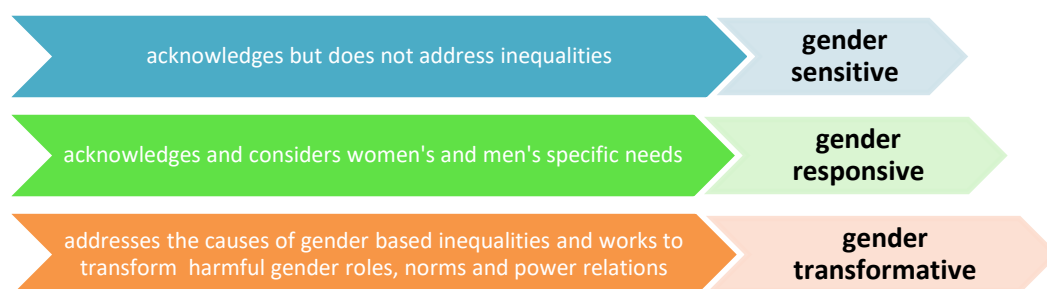 acknowledges but does not address inequalities
gender
sensitive
acknowledges and considers women's and men's specific needs
gender
responsive
addresses the causes of gender based inequalities and works to
transform  harmful gender roles, norms and power relations
gender
transformative